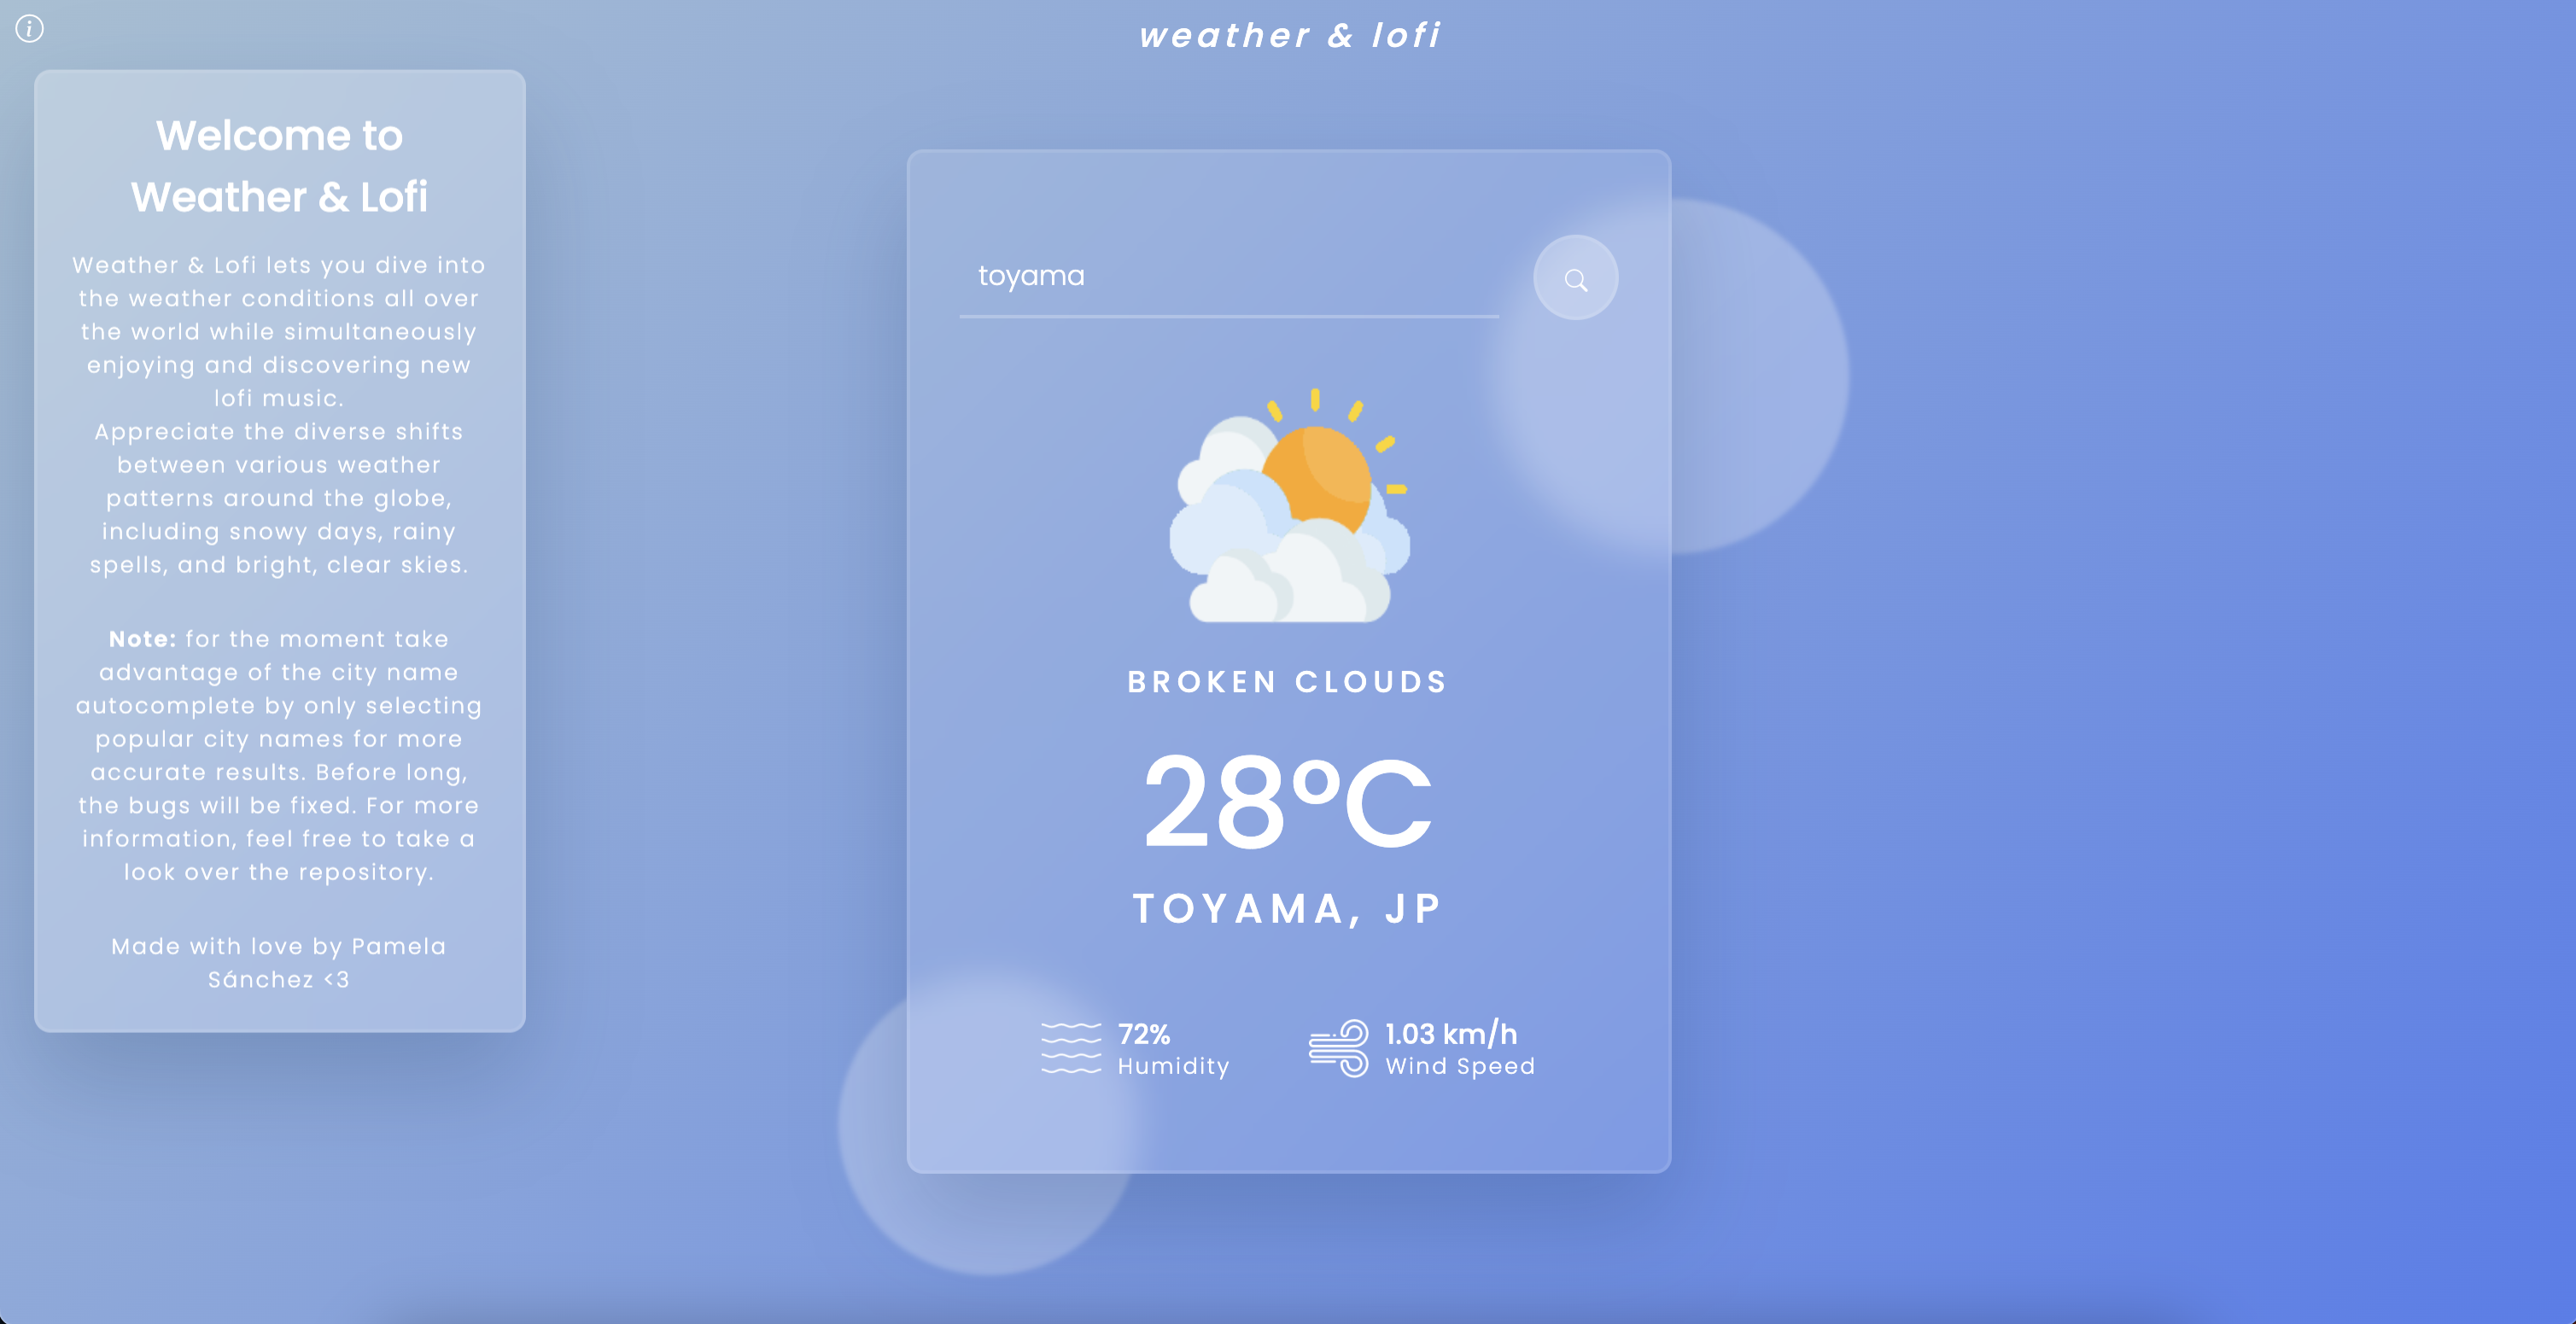 weather & lofi
Welcome to
Weather & Lofi
Weather & Lofi lets you dive into
the weather conditions all over
the world while simultaneously
enjoying and discovering new
lofi music.
Appreciate the diverse shifts
between various weather
patterns around the globe,
including snowy days, rainy
spells, and bright, clear skies.
Note: for the moment take
advantage of the city name
autocomplete by only selecting
popular city names for more
accurate results. Before long,
the bugs will be fixed. For more
information, feel free to take a
look over the repository.
Made with love by Pamela
Sánchez <3
toyama
BROKEN CLOUDS
28°C
TOYAMA, JP
72%
Humidity
1.03 km/h
Wind Speed